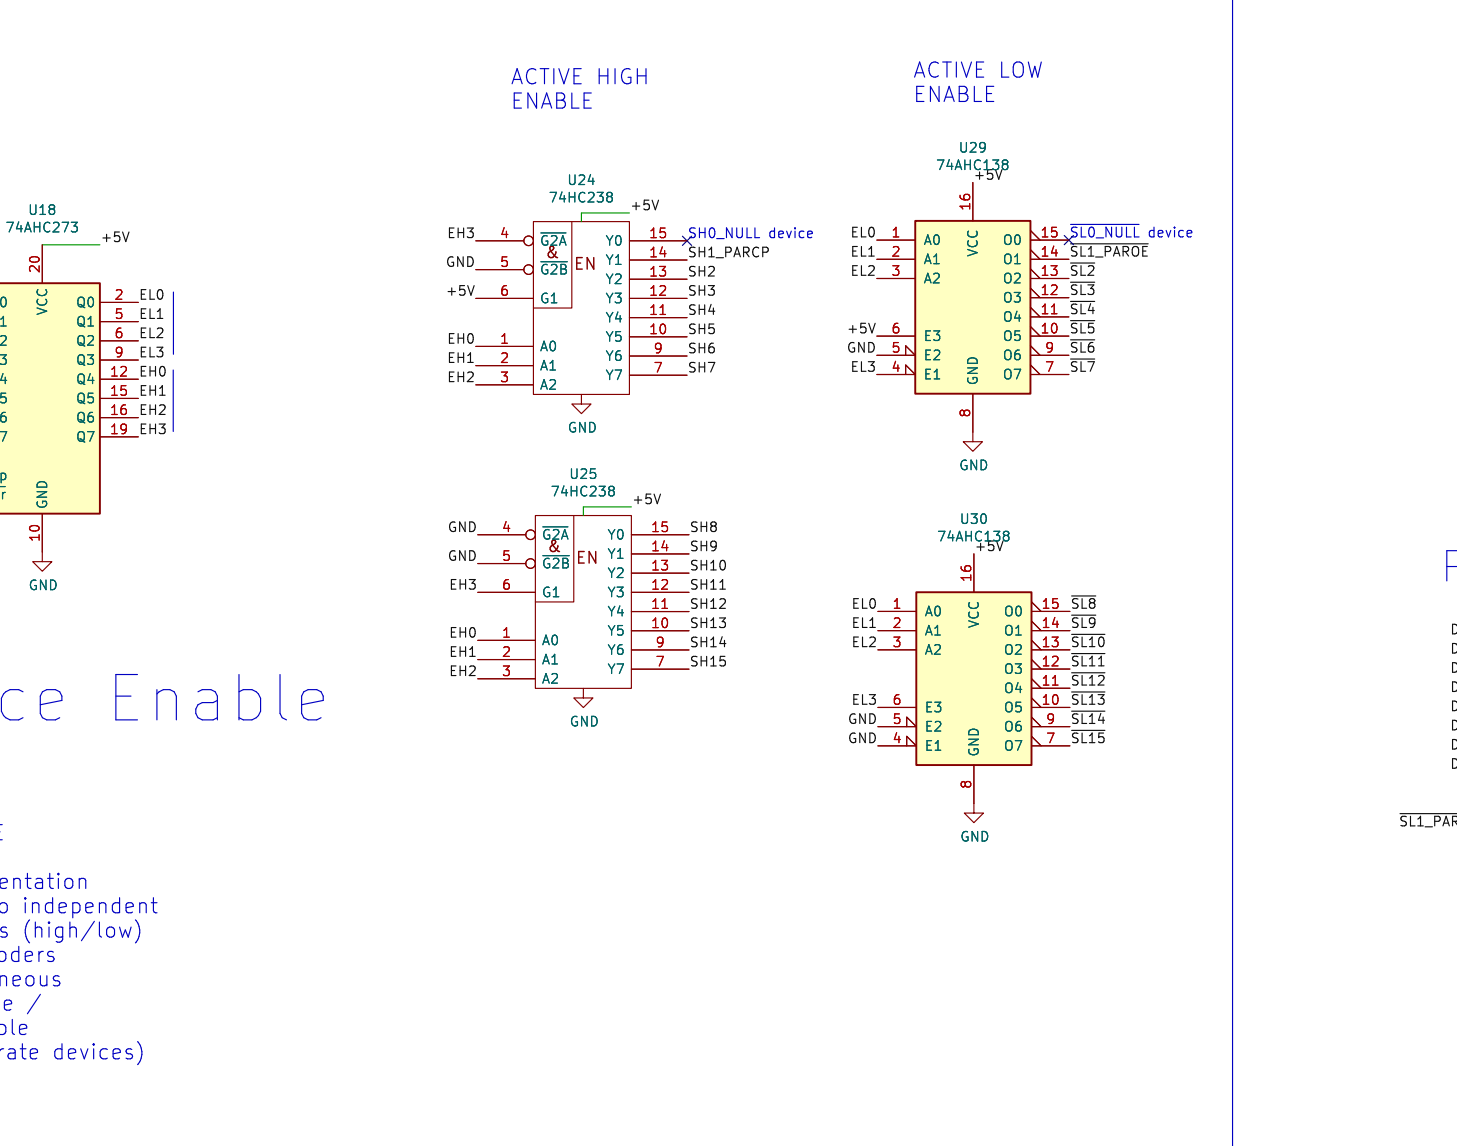 ACTIVE HIGH
ENABLE
ACTIVE LOW
ENABLE
U18
74AHC273
+5V
20
VCC
0 Q0 2 EL0
1 Q1 5 EL1
2 Q2 6 EL2
3 Q3 9 EL3
4 Q4 12 EH0
5 Q5 15 EH1
6 Q6 16 EH2
7 Q7 19 EH3
p
r
GND
10
GND
U24
74HC238
+5V
EH3 4 G2A
GND 5 G2B
+5V 6 G1
& EN
EH0 1 A0
EH1 2 A1
EH2 3 A2
Y0 15 SH0_NULL device
Y1 14 SH1_PARCP
Y2 13 SH2
Y3 12 SH3
Y4 11 SH4
Y5 10 SH5
Y6 9 SH6
Y7 7 SH7
GND
U25
74HC238
+5V
GND 4 G2A
GND 5 G2B
EH3 6 G1
& EN
EH0 1 A0
EH1 2 A1
EH2 3 A2
Y0 15 SH8
Y1 14 SH9
Y2 13 SH10
Y3 12 SH11
Y4 11 SH12
Y5 10 SH13
Y6 9 SH14
Y7 7 SH15
GND
U29
74AHC138
+5V
16
VCC
EL0 1 A0
EL1 2 A1
EL2 3 A2
+5V 6 E3
GND 5 E2
EL3 4 E1
O0 15 SL0_NULL device
O1 14 SL1_PAROE
O2 13 SL2
O3 12 SL3
O4 11 SL4
O5 10 SL5
O6 9 SL6
O7 7 SL7
GND
8
GND
U30
74AHC138
+5V
16
VCC
EL0 1 A0
EL1 2 A1
EL2 3 A2
EL3 6 E3
GND 5 E2
GND 4 E1
O0 15 SL8
O1 14 SL9
O2 13 SL10
O3 12 SL11
O4 11 SL12
O5 10 SL13
O6 9 SL14
O7 7 SL15
GND
8
GND
ce Enable
E
entation
o independent
s (high/low)
oders
neous
e /
ble
rate devices)
SL1_PAR